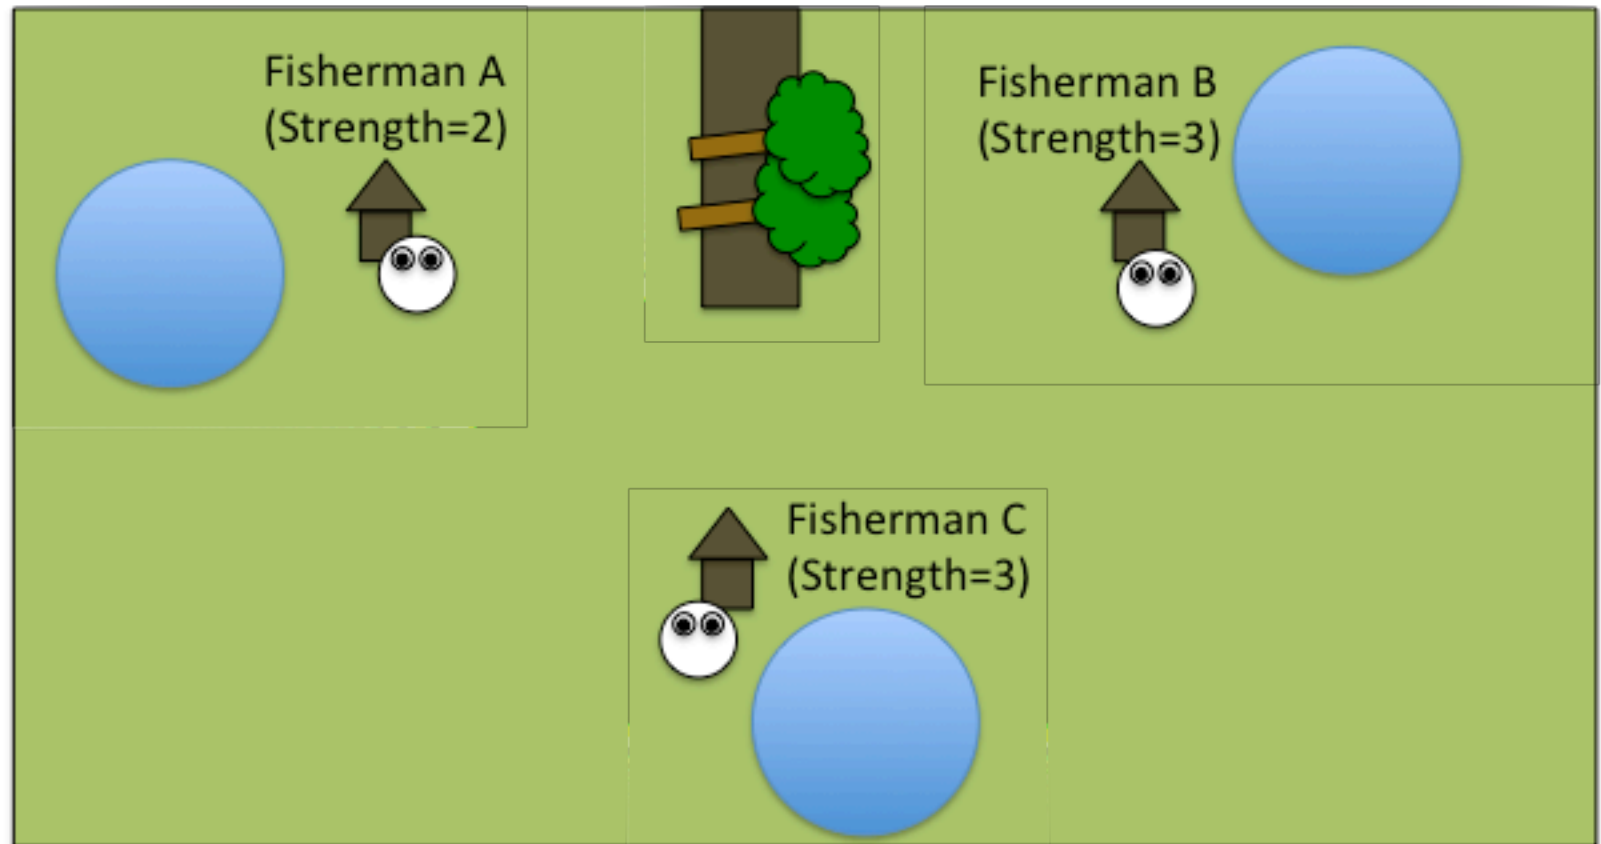 Fisherman A
(Strength=2)
Fisherman B
(Strength=3)
Fisherman C
(Strength=3)